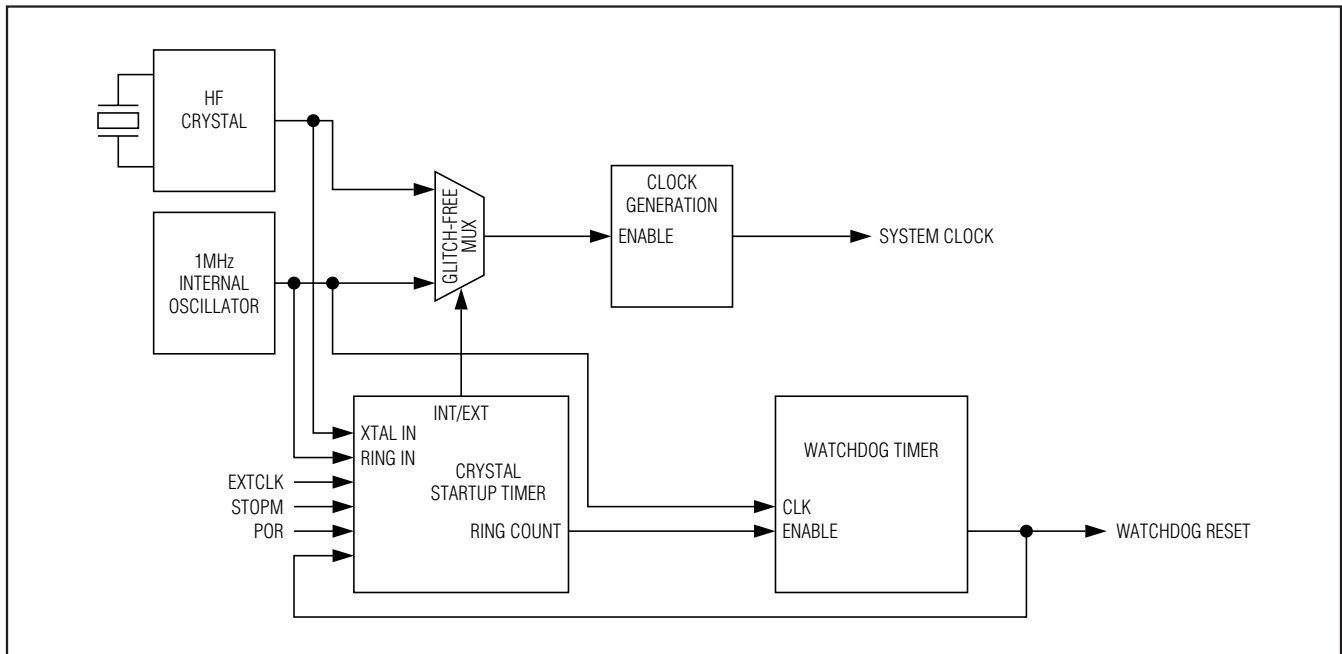 HF
CRYSTAL
1MHz
INTERNAL
OSCILLATOR
GLITCH-FREE
MUX
CLOCK
GENERATION
ENABLE
SYSTEM CLOCK
INT/EXT
XTAL IN
RING IN
CRYSTAL
STARTUP TIMER
RING COUNT
EXTCLK
STOPM
POR
WATCHDOG TIMER
CLK
ENABLE
WATCHDOG RESET